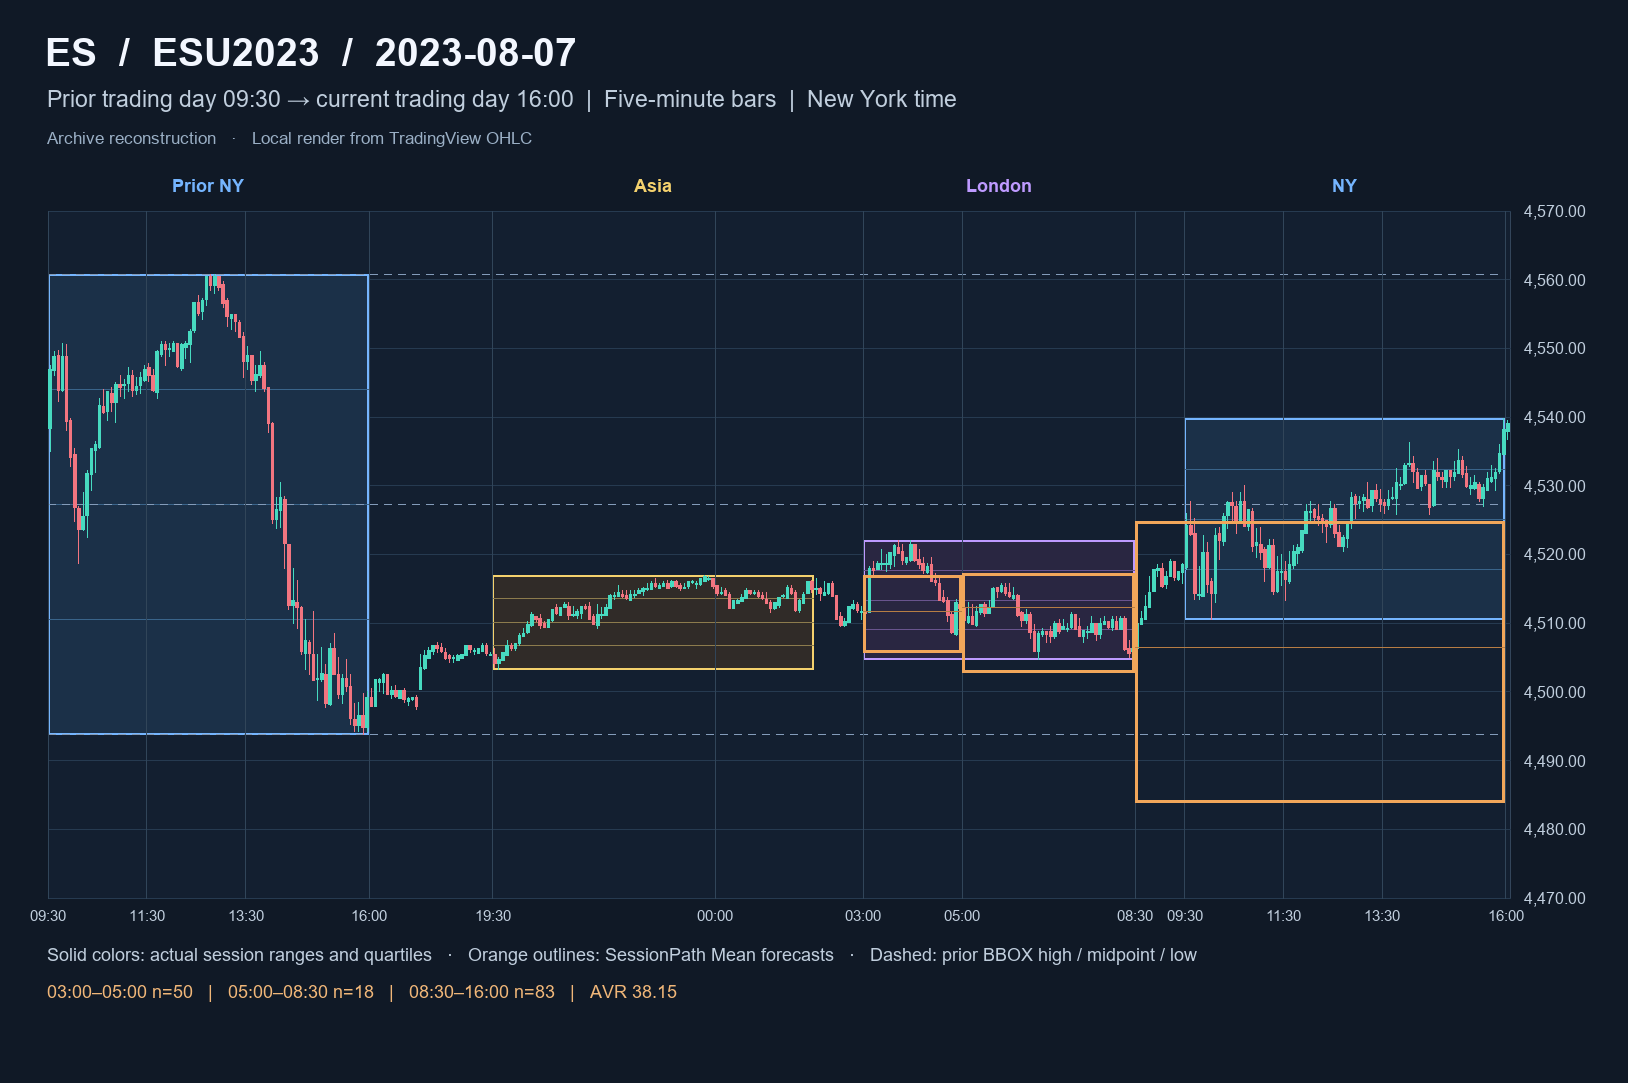 ES / ESU2023 / 2023-08-07
Prior trading day 09:30 → current trading day 16:00 | Five-minute bars | New York time
Archive reconstruction · Local render from TradingView OHLC
Prior NY Asia London NY
4,570.00
4,560.00
4,550.00
4,540.00
4,530.00
4,520.00
4,510.00
4,500.00
4,490.00
4,480.00
4,470.00
09:30 11:30 13:30 16:00 19:30 00:00 03:00 05:00 08:30 09:30 11:30 13:30 16:00
Solid colors: actual session ranges and quartiles · Orange outlines: SessionPath Mean forecasts · Dashed: prior BBOX high / midpoint / low
03:00–05:00 n=50 | 05:00–08:30 n=18 | 08:30–16:00 n=83 | AVR 38.15